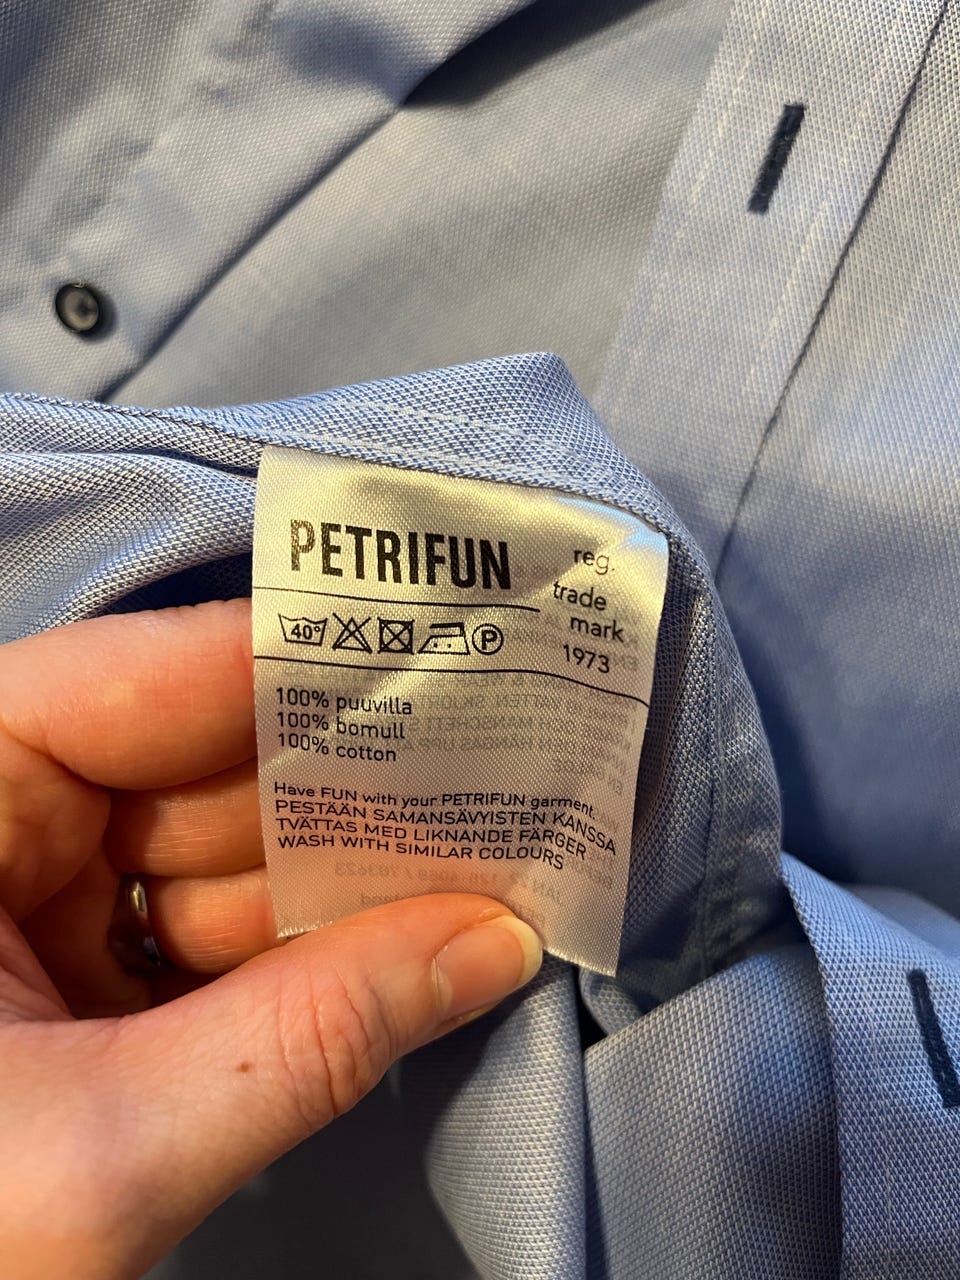 PETRIFUN
reg.
trade
mark
1973
40°
P
100% puuvilla
100% bomull
100% cotton
Have FUN with your PETRIFUN garment.
PESTÄÄN SAMANSÄVYISTEN KANSSA
TVÄTTAS MED LIKNANDE FÄRGER
WASH WITH SIMILAR COLOURS